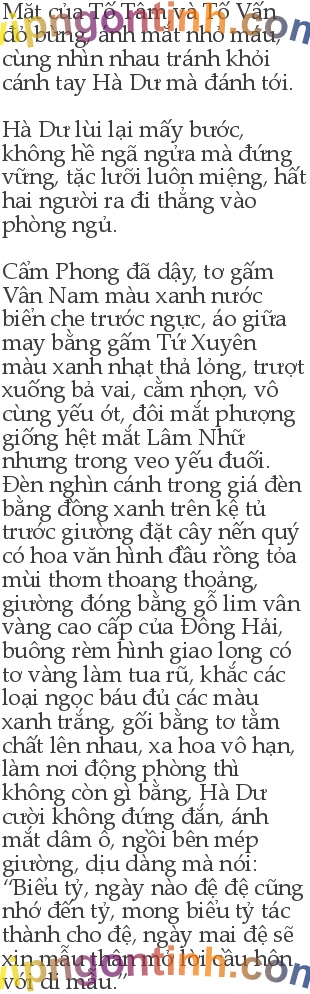 Mặt của Tố Tâm và Tố Vấn
đỏ bừng, ánh mắt nhỏ máu,
cùng nhìn nhau tránh khỏi
cánh tay Hà Dư mà đánh tới.

Hà Dư lùi lại mấy bước,
không hề ngã ngửa mà đứng
vững, tặc lưỡi luôn miệng, hất
hai người ra đi thẳng vào
phòng ngủ.

Cẩm Phong đã dậy, tơ gấm
Vân Nam màu xanh nước
biển che trước ngực, áo giữa
may bằng gấm Tứ Xuyên
màu xanh nhạt thả lỏng, trượt
xuống bả vai, cằm nhọn, vô
cùng yếu ớt, đôi mắt phượng
giống hệt mắt Lâm Nhữ
nhưng trong veo yếu đuối.
Đèn nghìn cánh trong giá đèn
bằng đồng xanh trên kệ tủ
trước giường đặt cây nến quý
có hoa văn hình đầu rồng tỏa
mùi thơm thoang thoảng,
giường đóng bằng gỗ lim vân
vàng cao cấp của Đông Hải,
buông rèm hình giao long có
tơ vàng làm tua rũ, khắc các
loại ngọc báu đủ các màu
xanh trắng, gối bằng tơ tằm
chất lên nhau, xa hoa vô hạn,
làm nơi động phòng thì
không còn gì bằng, Hà Dư
cười không đứng đắn, ánh
mắt dâm ô, ngồi bên mép
giường, dịu dàng mà nói:
“Biểu tỷ, ngày nào đệ đệ cũng
nhớ đến tỷ, mong biểu tỷ tác
thành cho đệ, ngày mai đệ sẽ
xin mẫu thân mở lời cầu hôn
với di mẫu.”
vipngontinh.com
vipngontinh.com